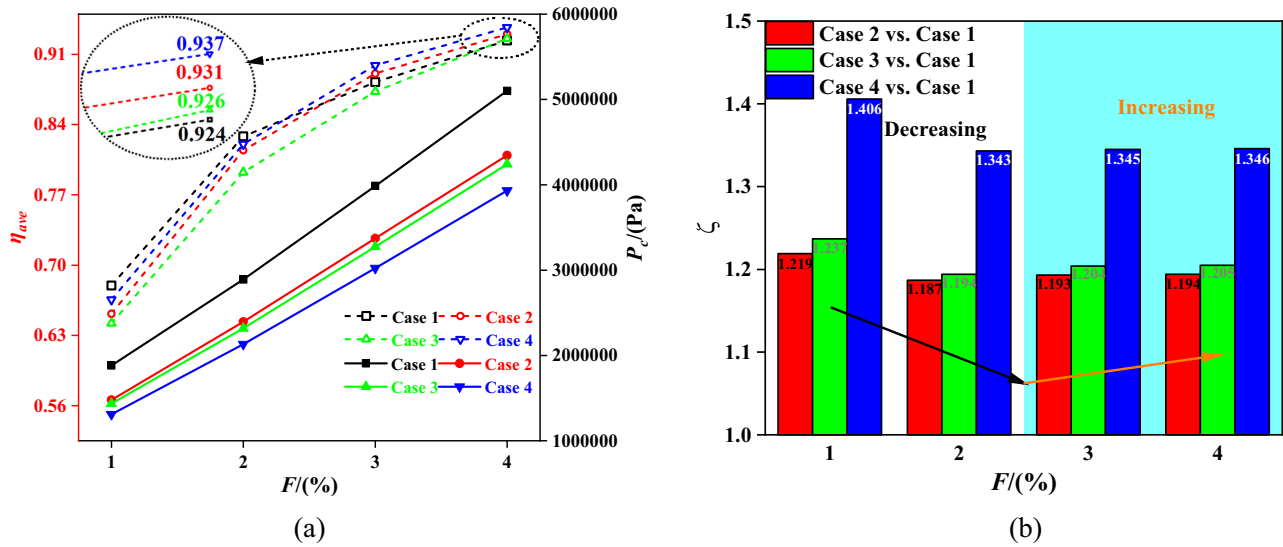 0.91
0.84
0.77
0.70
0.63
0.56
η_ave
0.937
0.931
0.926
0.924
6000000
5000000
4000000
3000000
2000000
1000000
P_c/(Pa)
Case 1 Case 2
Case 3 Case 4
Case 1 Case 2
Case 3 Case 4
1 2 3 4
F/(%)
(a)
1.5
1.4
1.3
1.2
1.1
1.0
ζ
Case 2 vs. Case 1
Case 3 vs. Case 1
Case 4 vs. Case 1
Decreasing
Increasing
1.219 1.237 1.406
1.187 1.194 1.343
1.193 1.204 1.345
1.194 1.205 1.346
1 2 3 4
F/(%)
(b)